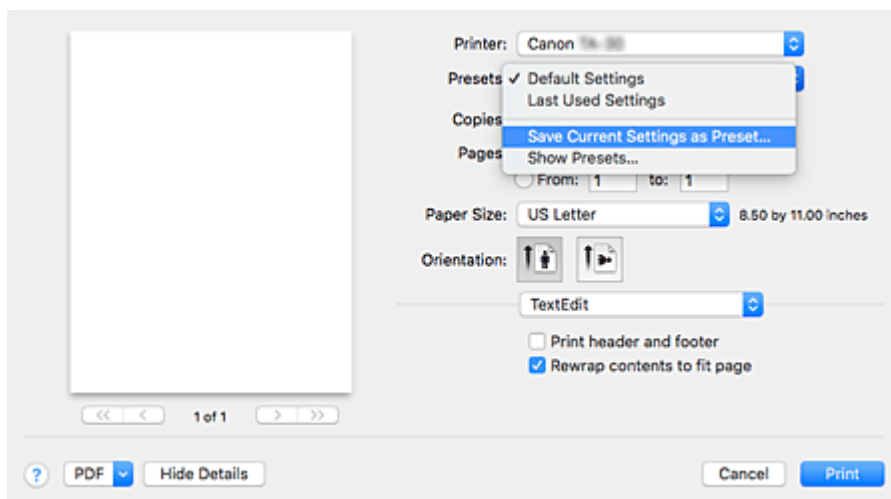 Printer: Canon
Presets ✓ Default Settings
Last Used Settings
Copies
Save Current Settings as Preset...
Pages
Show Presets...
From: 1 to: 1
Paper Size: US Letter 8.50 by 11.00 inches
Orientation:
TextEdit
Print header and footer
Rewrap contents to fit page
<< < 1 of 1 > >>
? PDF Hide Details Cancel Print